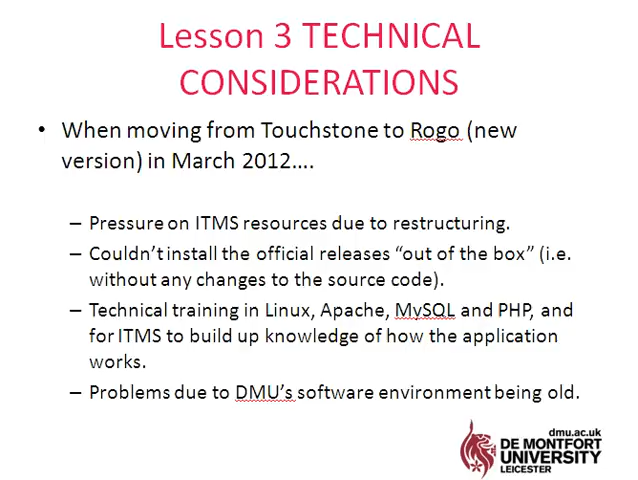 Lesson 3 TECHNICAL
CONSIDERATIONS
• When moving from Touchstone to Rogo (new
version) in March 2012….
– Pressure on ITMS resources due to restructuring.
– Couldn’t install the official releases “out of the box” (i.e.
without any changes to the source code).
– Technical training in Linux, Apache, MySQL and PHP, and
for ITMS to build up knowledge of how the application
works.
– Problems due to DMU’s software environment being old.
dmu.ac.uk
DE MONTFORT
UNIVERSITY
LEICESTER